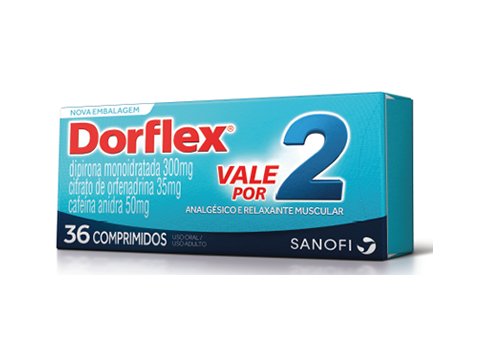 NOVA EMBALAGEM
Dorflex®
dipirona monoidratada 300mg
citrato de orfenadrina 35mg
cafeína anidra 50mg
VALE
POR
2
ANALGÉSICO E RELAXANTE MUSCULAR
36 COMPRIMIDOS
USO ORAL /
USO ADULTO
SANOFI